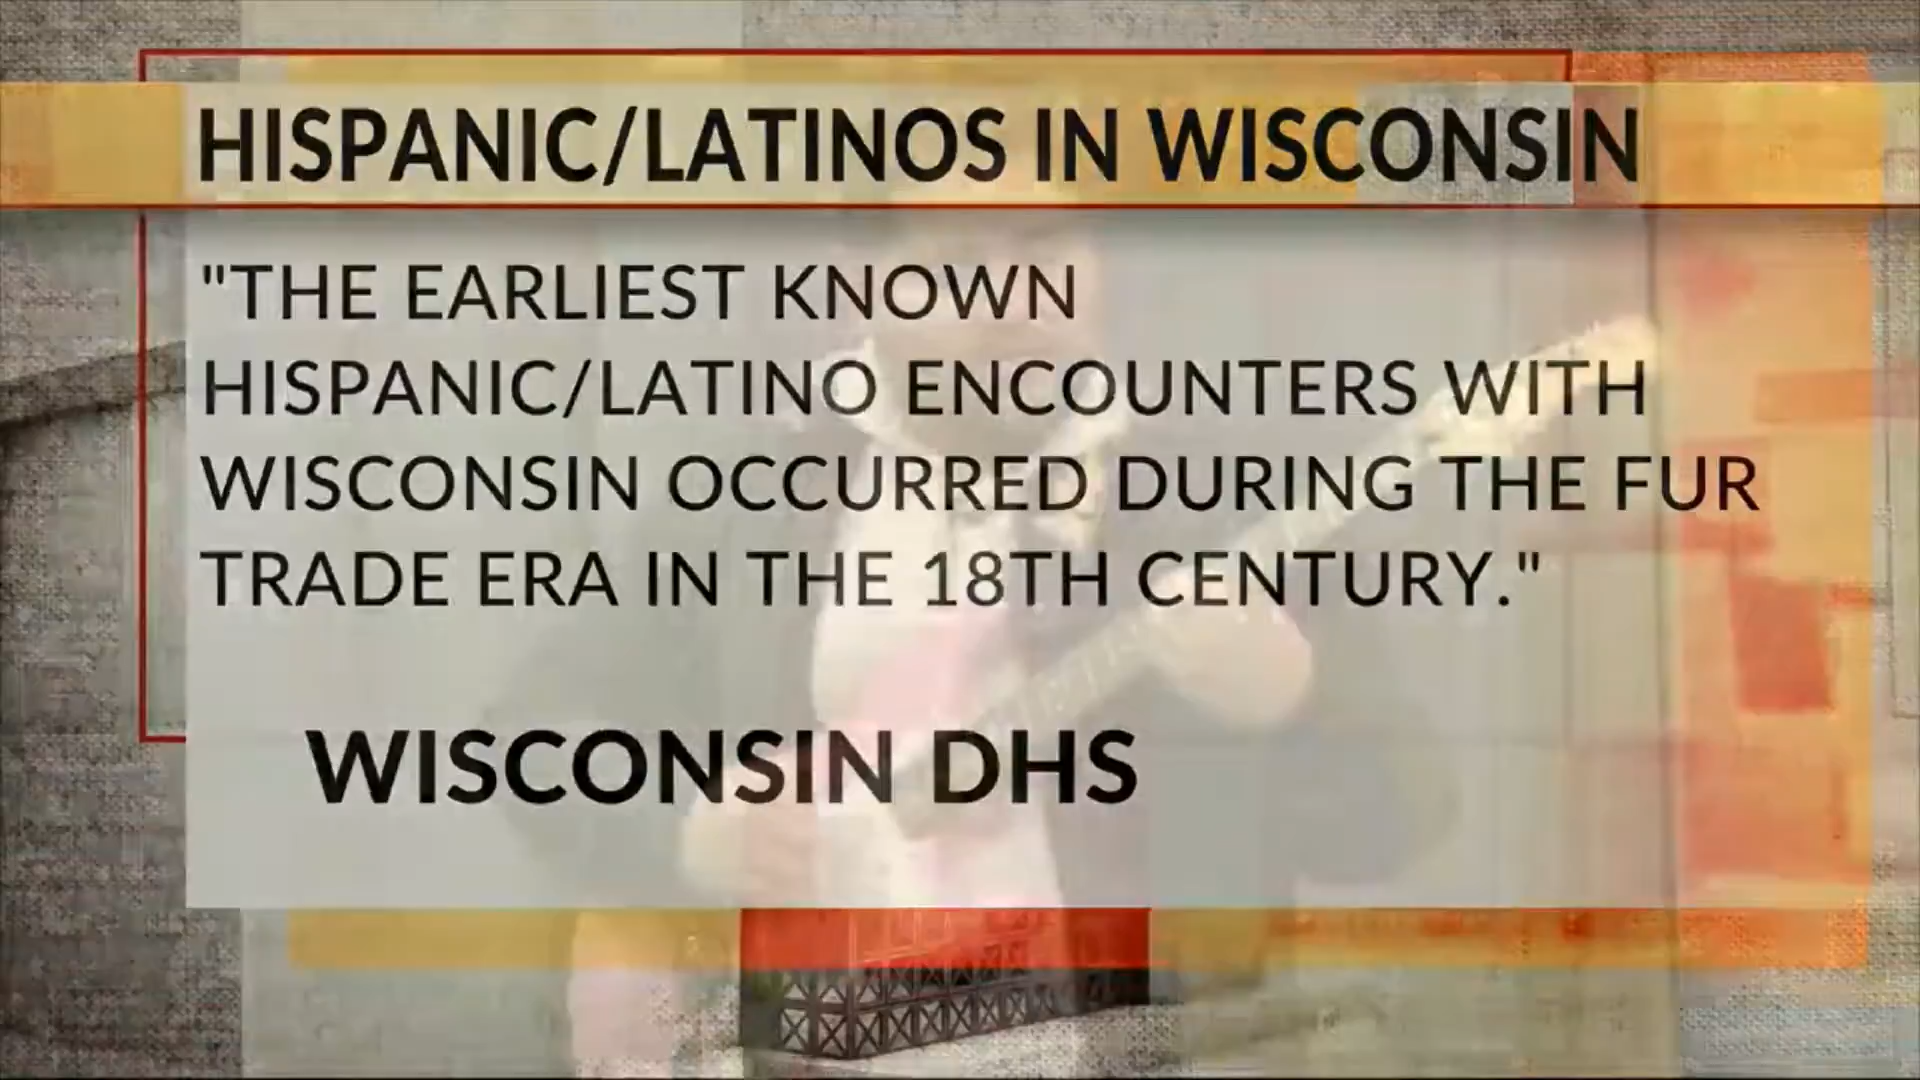 HISPANIC/LATINOS IN WISCONSIN
"THE EARLIEST KNOWN
HISPANIC/LATINO ENCOUNTERS WITH
WISCONSIN OCCURRED DURING THE FUR
TRADE ERA IN THE 18TH CENTURY."
WISCONSIN DHS